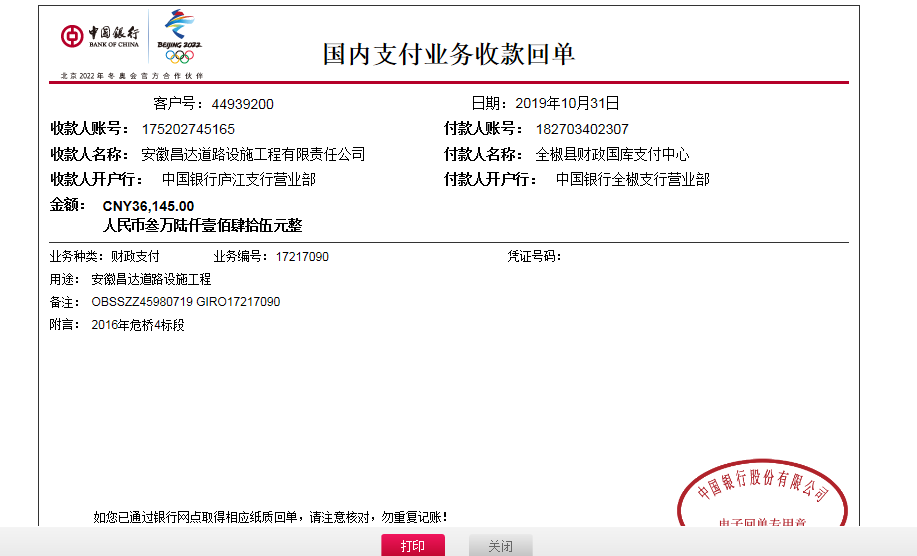 中国银行
BANK OF CHINA
BEIJING 2022
北京2022年冬奥会官方合作伙伴
国内支付业务收款回单
客户号：44939200 日期：2019年10月31日
收款人账号：175202745165 付款人账号：182703402307
收款人名称：安徽昌达道路设施工程有限责任公司 付款人名称：全椒县财政国库支付中心
收款人开户行：中国银行庐江支行营业部 付款人开户行：中国银行全椒支行营业部
金额：CNY36,145.00
人民币叁万陆仟壹佰肆拾伍元整
业务种类：财政支付 业务编号：17217090 凭证号码：
用途：安徽昌达道路设施工程
备注：OBSSZZ45980719 GIRO17217090
附言：2016年危桥4标段
中国银行股份有限公司
电子回单专用章
如您已通过银行网点取得相应纸质回单，请注意核对，勿重复记账！
打印 关闭